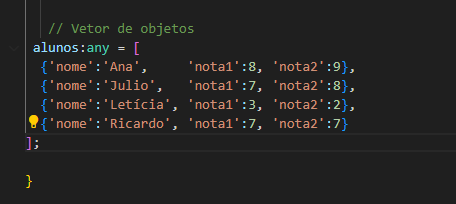 // Vetor de objetos
alunos:any = [
{'nome':'Ana', 'nota1':8, 'nota2':9},
{'nome':'Julio', 'nota1':7, 'nota2':8},
{'nome':'Letícia', 'nota1':3, 'nota2':2},
{'nome':'Ricardo', 'nota1':7, 'nota2':7}
];
}